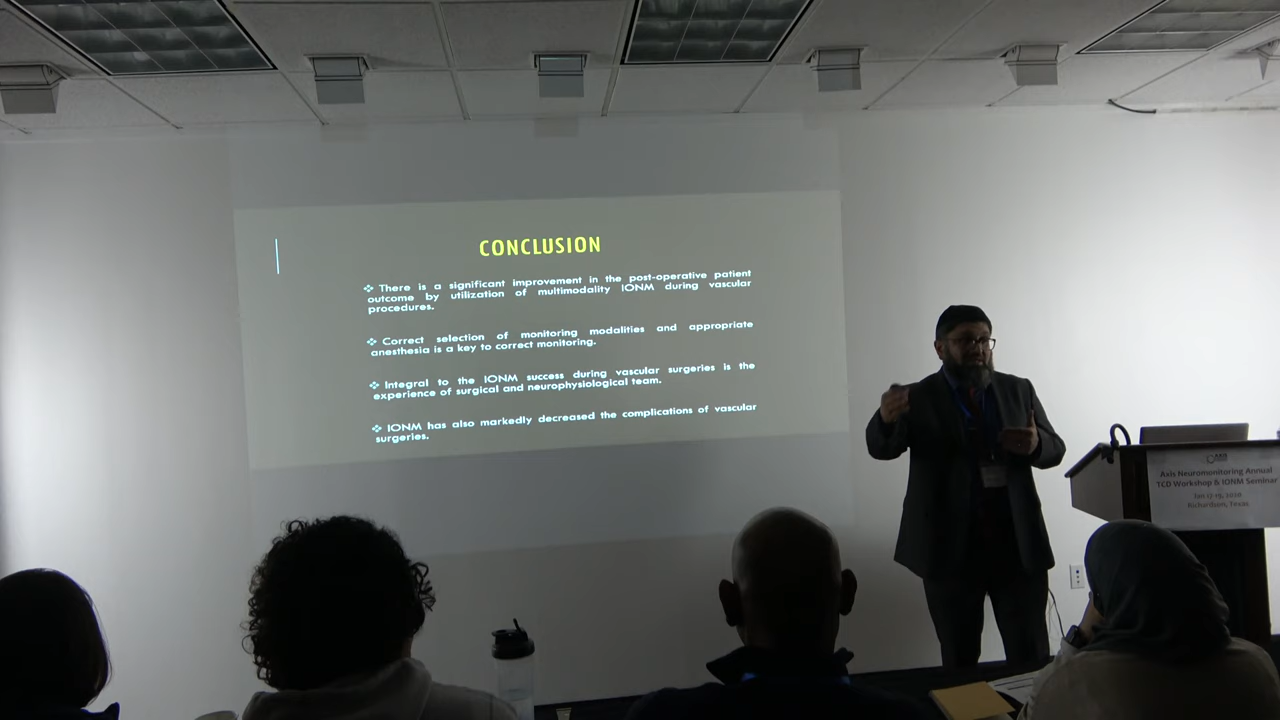 CONCLUSION
❖ There is a significant improvement in the post-operative patient
outcome by utilization of multimodality IONM during vascular
procedures.
❖ Correct selection of monitoring modalities and appropriate
anesthesia is a key to correct monitoring.
❖ Integral to the IONM success during vascular surgeries is the
experience of surgical and neurophysiological team.
❖ IONM has also markedly decreased the complications of vascular
surgeries.
AXIS
Axis Neuromonitoring Annual
TCD Workshop & IONM Seminar
Richardson, Texas